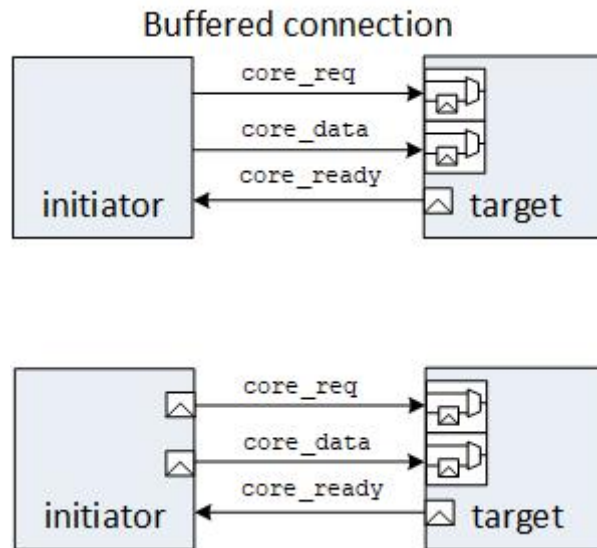 Buffered connection
core_req
core_data
core_ready
initiator
target
core_req
core_data
core_ready
initiator
target